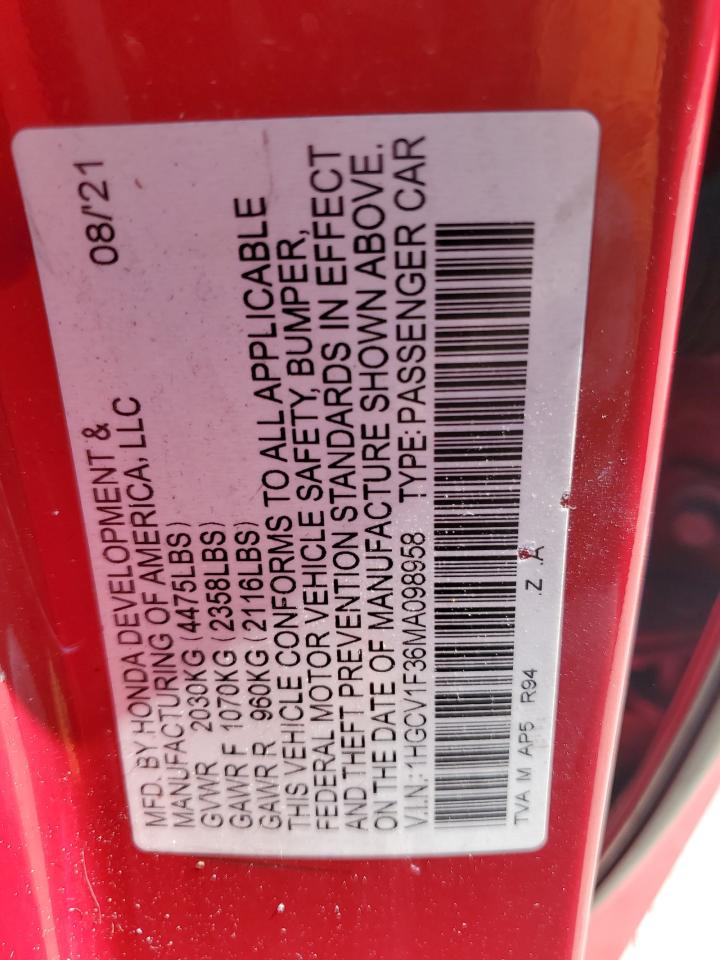 MFD. BY HONDA DEVELOPMENT & 08/'21
MANUFACTURING OF AMERICA, LLC
GVWR 2030KG (4475LBS)
GAWR F 1070KG (2358LBS)
GAWR R 960KG (2116LBS)
THIS VEHICLE CONFORMS TO ALL APPLICABLE
FEDERAL MOTOR VEHICLE SAFETY, BUMPER,
AND THEFT PREVENTION STANDARDS IN EFFECT
ON THE DATE OF MANUFACTURE SHOWN ABOVE.
V.I.N.: 1HGCV1F36MA098958 TYPE: PASSENGER CAR
TVA M AP5 R94 .Z .A